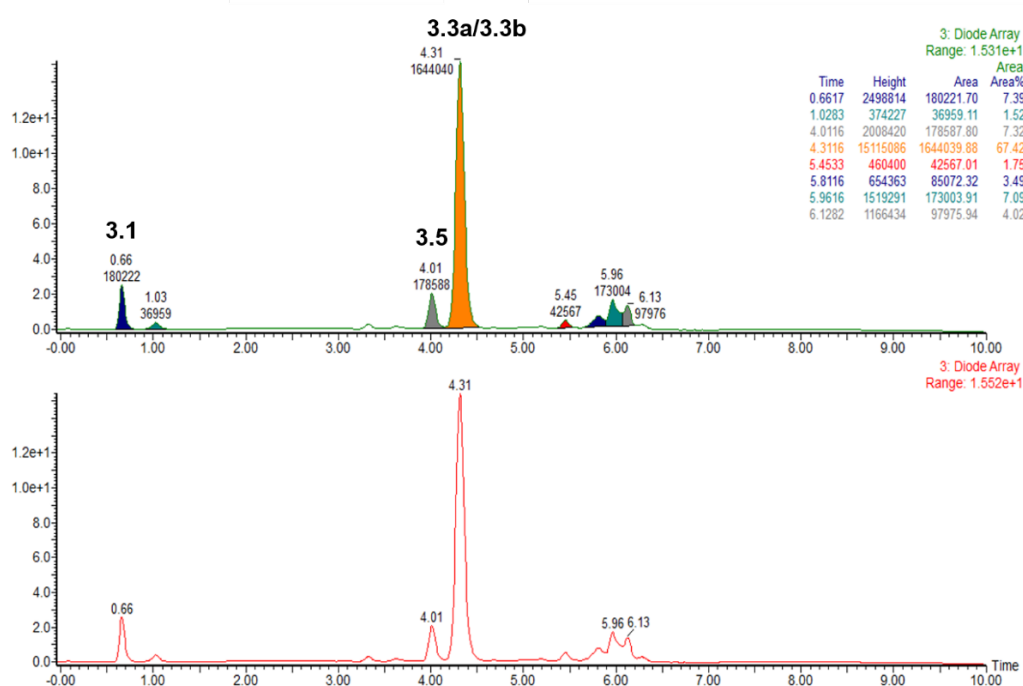 3.3a/3.3b
4.31
1644040
3: Diode Array
Range: 1.531e+1
Area
Time Height Area Area%
0.6617 2498814 180221.70 7.39
1.0283 374227 36959.11 1.52
4.0116 2008420 178587.80 7.32
4.3116 15115086 1644039.88 67.42
5.4533 460400 42567.01 1.75
5.8116 654363 85072.32 3.49
5.9616 1519291 173003.91 7.09
6.1282 1166434 97975.94 4.02
1.2e+1
1.0e+1
8.0
6.0
4.0
2.0
0.0
3.1
0.66
180222
1.03
36959
3.5
4.01
178588
5.45
42567
5.96
173004
6.13
97976
-0.00 1.00 2.00 3.00 4.00 5.00 6.00 7.00 8.00 9.00 10.00
3: Diode Array
Range: 1.552e+1
4.31
1.2e+1
1.0e+1
8.0
6.0
4.0
2.0
0.0
0.66
4.01
5.96 6.13
Time
-0.00 1.00 2.00 3.00 4.00 5.00 6.00 7.00 8.00 9.00 10.00